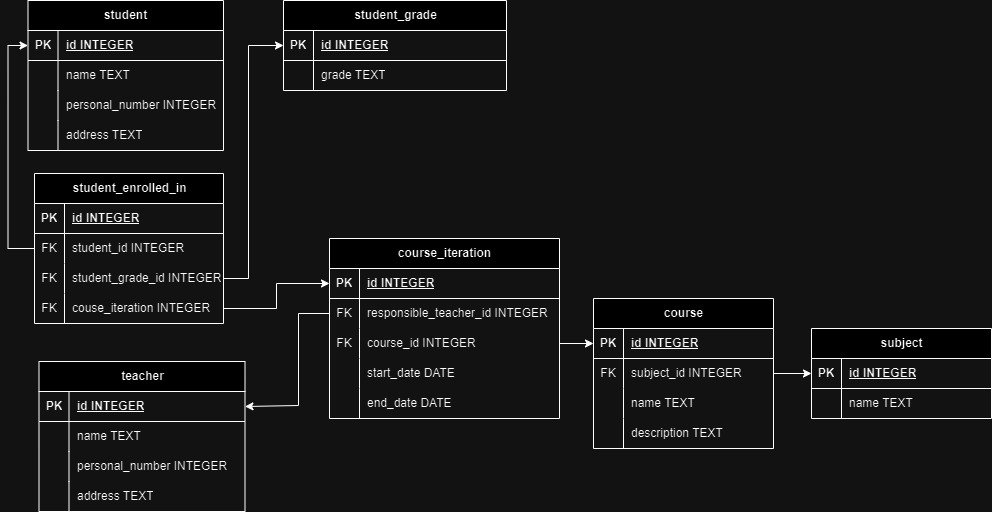 student
PK id INTEGER
name TEXT
personal_number INTEGER
address TEXT
student_grade
PK id INTEGER
grade TEXT
student_enrolled_in
PK id INTEGER
FK student_id INTEGER
FK student_grade_id INTEGER
FK couse_iteration INTEGER
course_iteration
PK id INTEGER
FK responsible_teacher_id INTEGER
FK course_id INTEGER
start_date DATE
end_date DATE
course
PK id INTEGER
FK subject_id INTEGER
name TEXT
description TEXT
subject
PK id INTEGER
name TEXT
teacher
PK id INTEGER
name TEXT
personal_number INTEGER
address TEXT